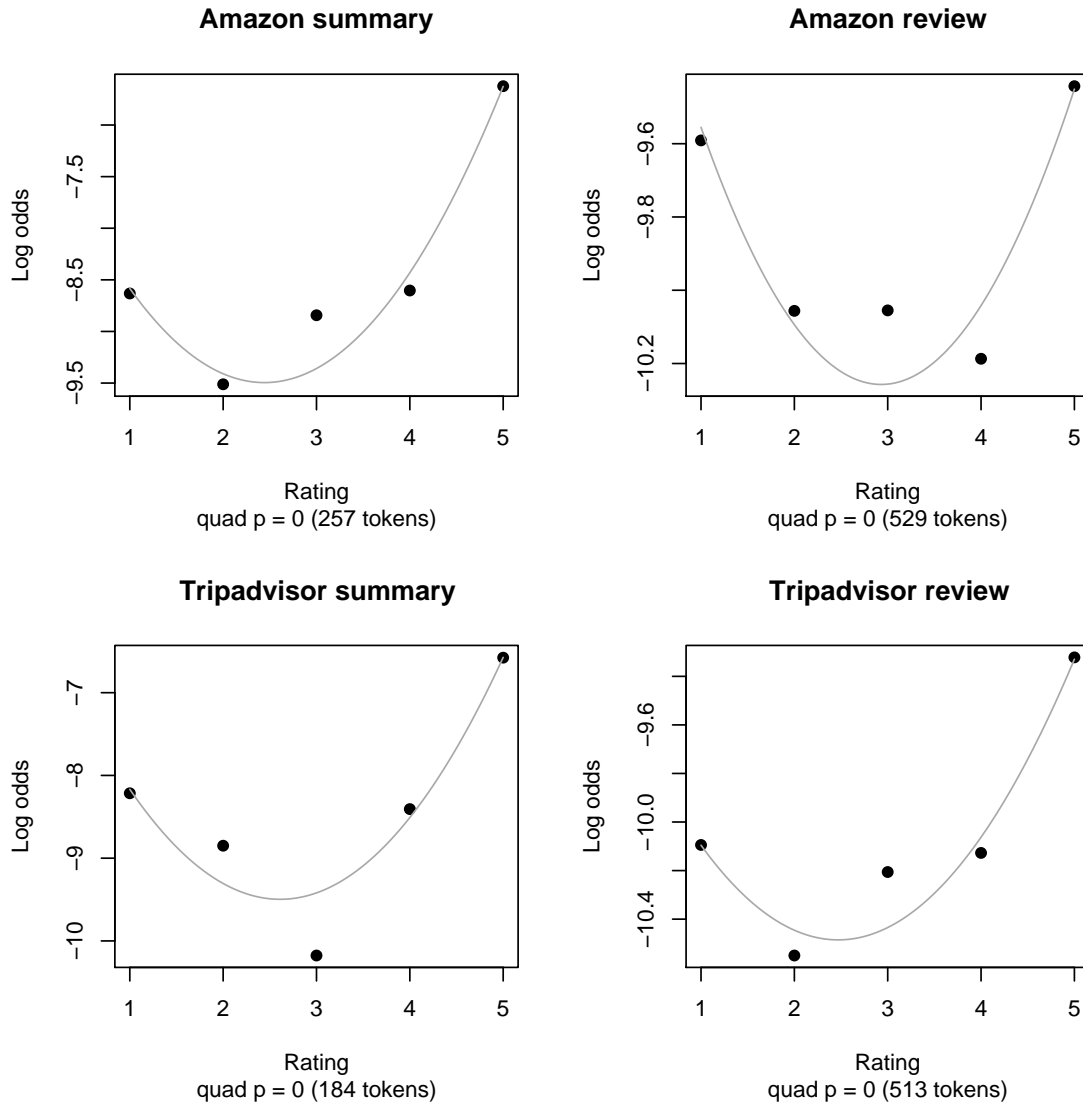 Amazon summary
Log odds
−9.5
−8.5
−7.5
1 2 3 4 5
Rating
quad p = 0 (257 tokens)
Amazon review
Log odds
−10.2
−9.8
−9.6
1 2 3 4 5
Rating
quad p = 0 (529 tokens)
Tripadvisor summary
Log odds
−10
−9
−8
−7
1 2 3 4 5
Rating
quad p = 0 (184 tokens)
Tripadvisor review
Log odds
−10.4
−10.0
−9.6
1 2 3 4 5
Rating
quad p = 0 (513 tokens)